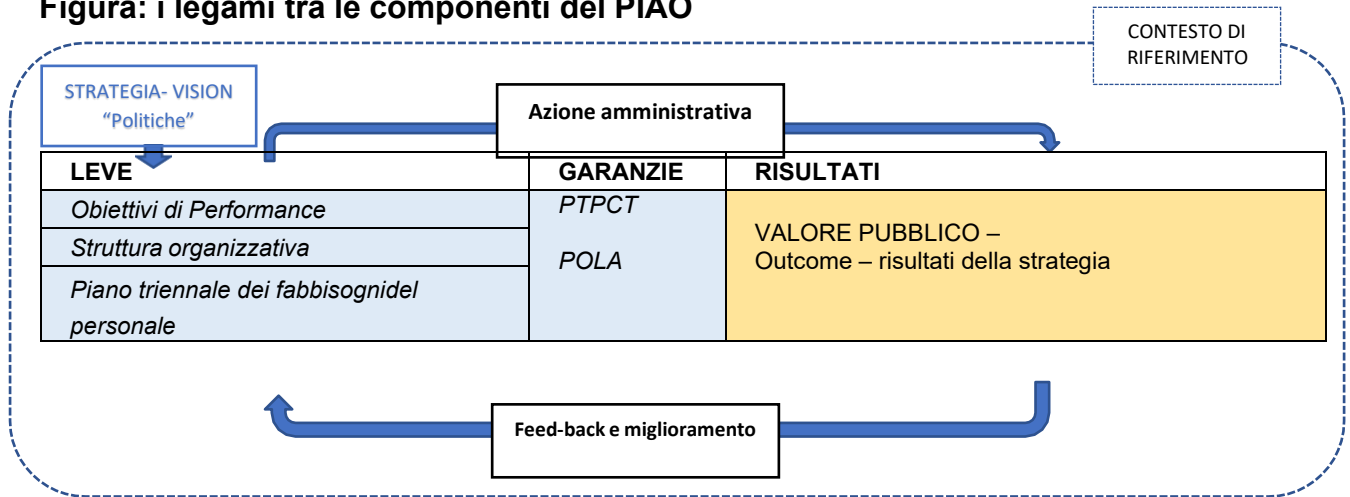 Figura: i legami tra le componenti del PIAO
CONTESTO DI
RIFERIMENTO
STRATEGIA- VISION
“Politiche”
Azione amministrativa
LEVE
GARANZIE
RISULTATI
Obiettivi di Performance
Struttura organizzativa
Piano triennale dei fabbisognidel
personale
PTPCT
POLA
VALORE PUBBLICO –
Outcome – risultati della strategia
Feed-back e miglioramento